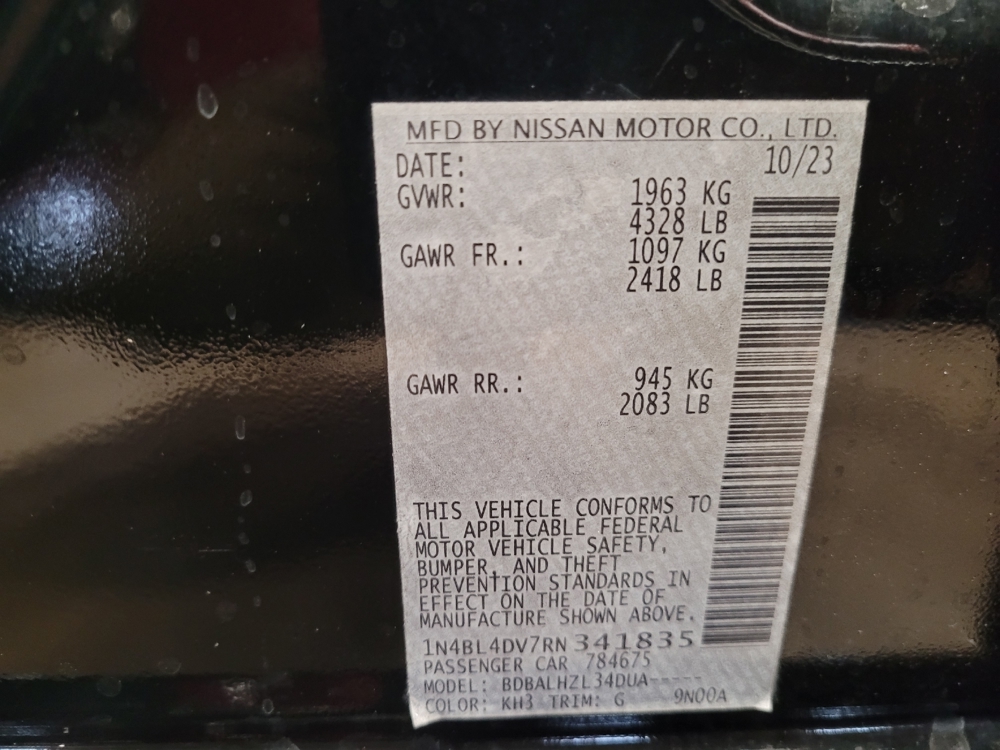 MFD BY NISSAN MOTOR CO., LTD.
DATE: 10/23
GVWR: 1963 KG
4328 LB
GAWR FR.: 1097 KG
2418 LB
GAWR RR.: 945 KG
2083 LB
THIS VEHICLE CONFORMS TO
ALL APPLICABLE FEDERAL
MOTOR VEHICLE SAFETY,
BUMPER, AND THEFT
PREVENTION STANDARDS IN
EFFECT ON THE DATE OF
MANUFACTURE SHOWN ABOVE.
1N4BL4DV7RN341835
PASSENGER CAR 784675
MODEL: BDBALHZL34DUA-----
COLOR: KH3 TRIM: G 9N00A